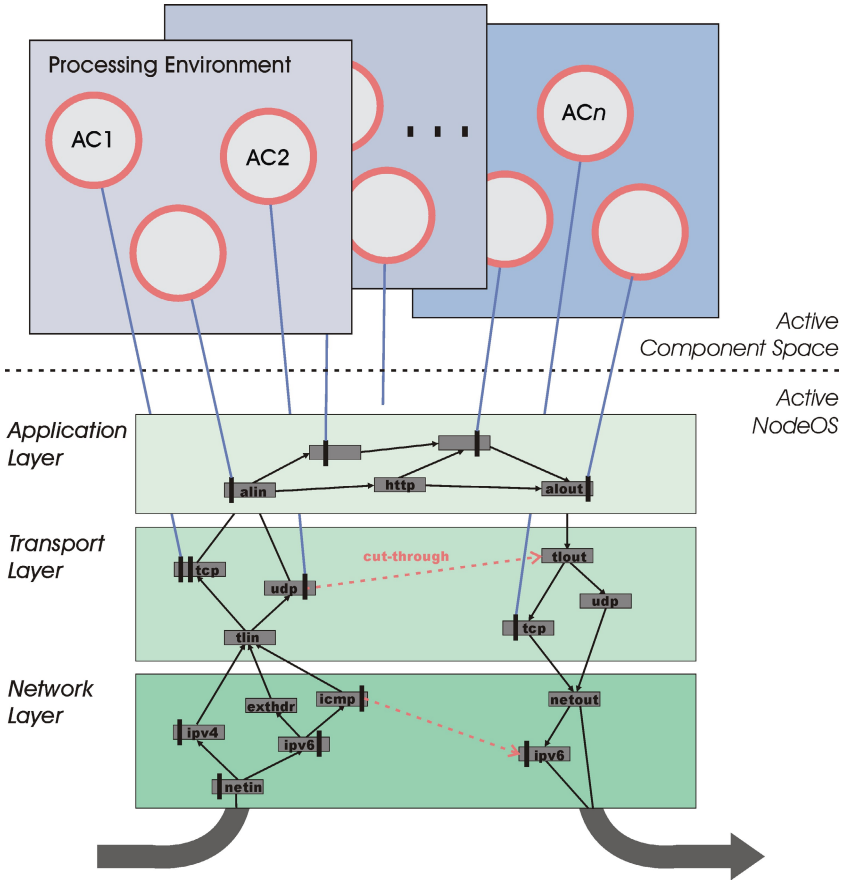 Processing Environment
AC1
AC2
. . .
ACn
Active
Component Space
Active
NodeOS
Application
Layer
alin
http
alout
Transport
Layer
tcp
udp
cut-through
tlout
udp
tcp
tlin
Network
Layer
icmp
exthdr
netout
ipv4
ipv6
ipv6
netin